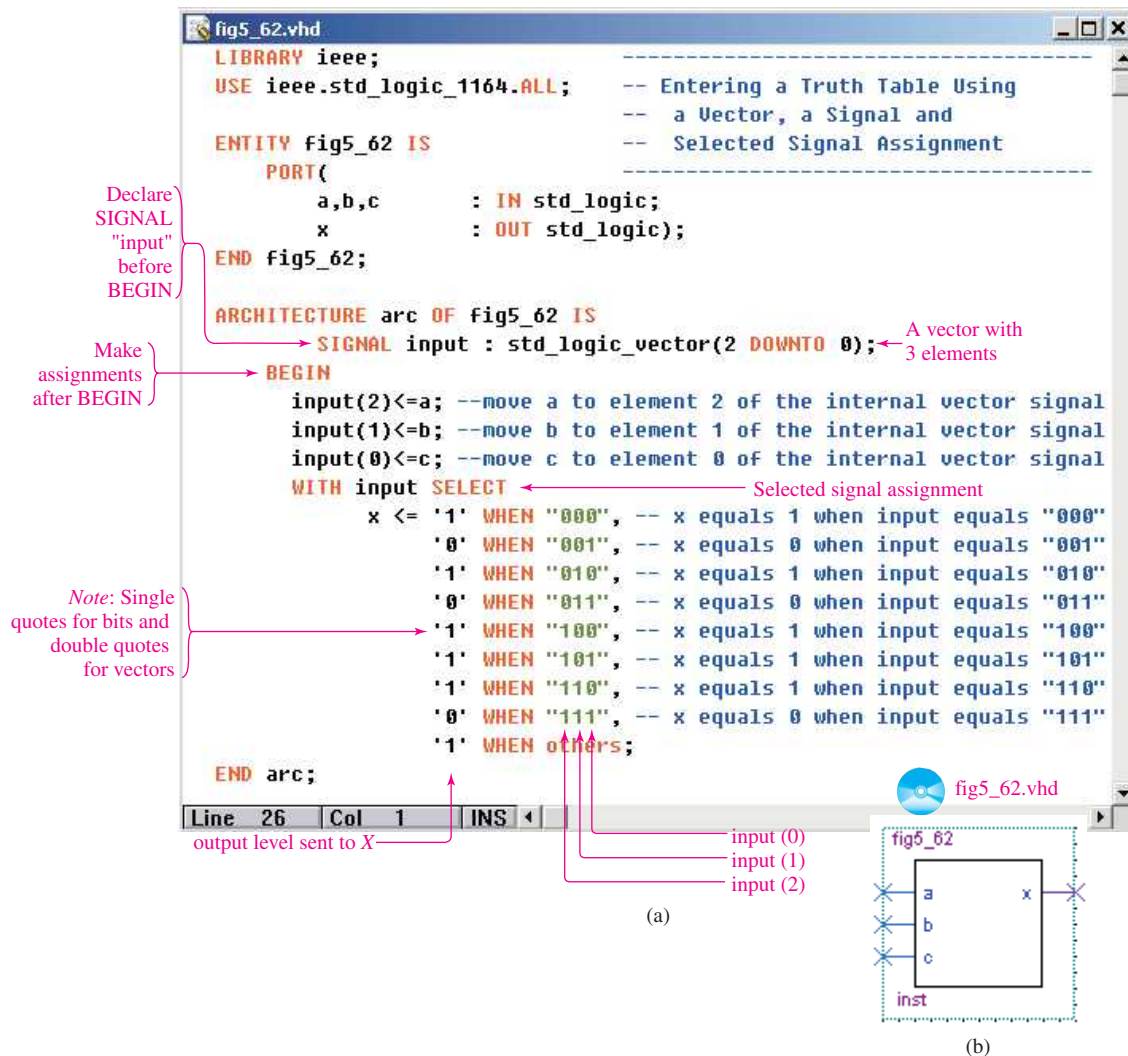 fig5_62.vhd
LIBRARY ieee; -------------------------------------
USE ieee.std_logic_1164.ALL; -- Entering a Truth Table Using
-- a Vector, a Signal and
ENTITY fig5_62 IS -- Selected Signal Assignment
PORT( -------------------------------------
a,b,c : IN std_logic;
x : OUT std_logic);
END fig5_62;
Declare
SIGNAL
"input"
before
BEGIN
ARCHITECTURE arc OF fig5_62 IS
SIGNAL input : std_logic_vector(2 DOWNTO 0);
A vector with
3 elements
Make
assignments
after BEGIN
BEGIN
input(2)<=a; --move a to element 2 of the internal vector signal
input(1)<=b; --move b to element 1 of the internal vector signal
input(0)<=c; --move c to element 0 of the internal vector signal
WITH input SELECT
Selected signal assignment
x <= '1' WHEN "000", -- x equals 1 when input equals "000"
'0' WHEN "001", -- x equals 0 when input equals "001"
'1' WHEN "010", -- x equals 1 when input equals "010"
'0' WHEN "011", -- x equals 0 when input equals "011"
'1' WHEN "100", -- x equals 1 when input equals "100"
'1' WHEN "101", -- x equals 1 when input equals "101"
'1' WHEN "110", -- x equals 1 when input equals "110"
'0' WHEN "111", -- x equals 0 when input equals "111"
'1' WHEN others;
Note: Single
quotes for bits and
double quotes
for vectors
END arc;
Line 26 Col 1 INS
output level sent to X
input (0)
input (1)
input (2)
(a)
fig5_62.vhd
fig5_62
a x
b
c
inst
(b)